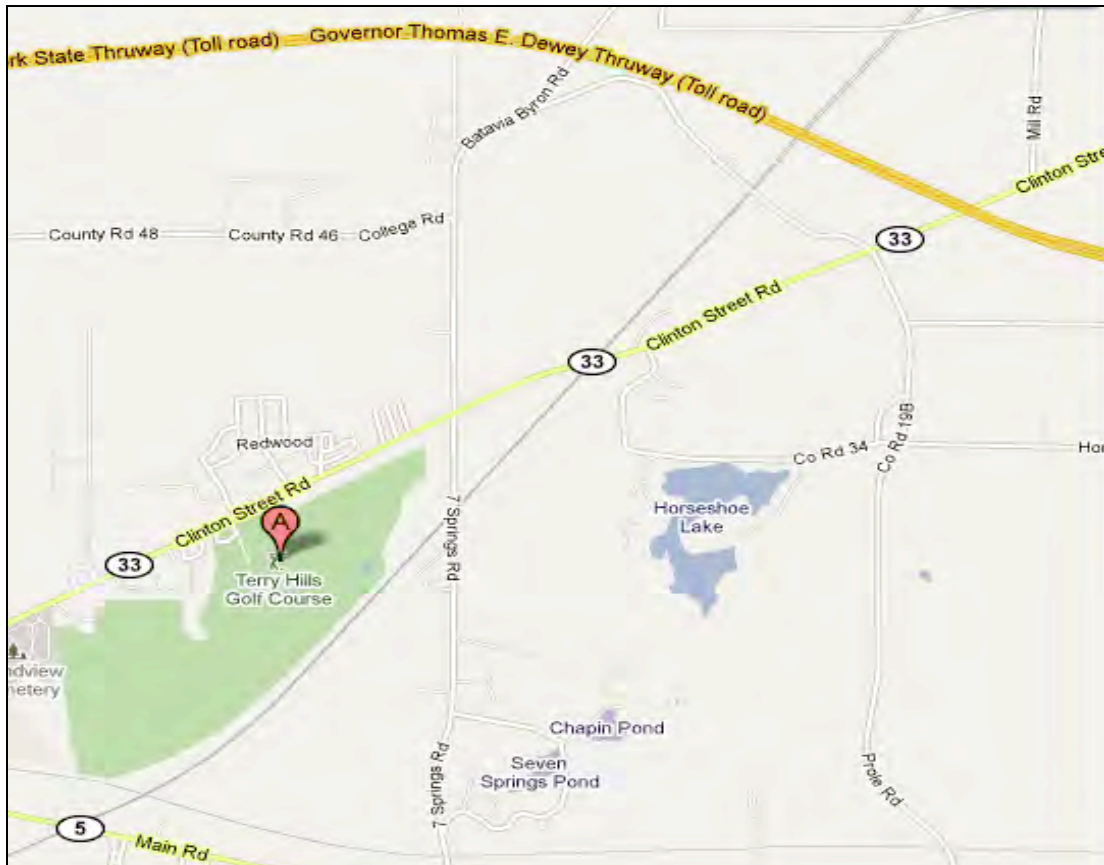 rk State Thruway (Toll road)
Governor Thomas E. Dewey Thruway (Toll road)
Batavia Byron Rd
Mill Rd
Clinton Stree
County Rd 48
County Rd 46
College Rd
33
Clinton Street Rd
33
Redwood
Co Rd 19B
Co Rd 34
Hor
Clinton Street Rd
A
7 Springs Rd
Horseshoe
Lake
33
Terry Hills
Golf Course
ndview
netery
Chapin Pond
Seven
Springs Pond
7 Springs Rd
Prole Rd
5
Main Rd